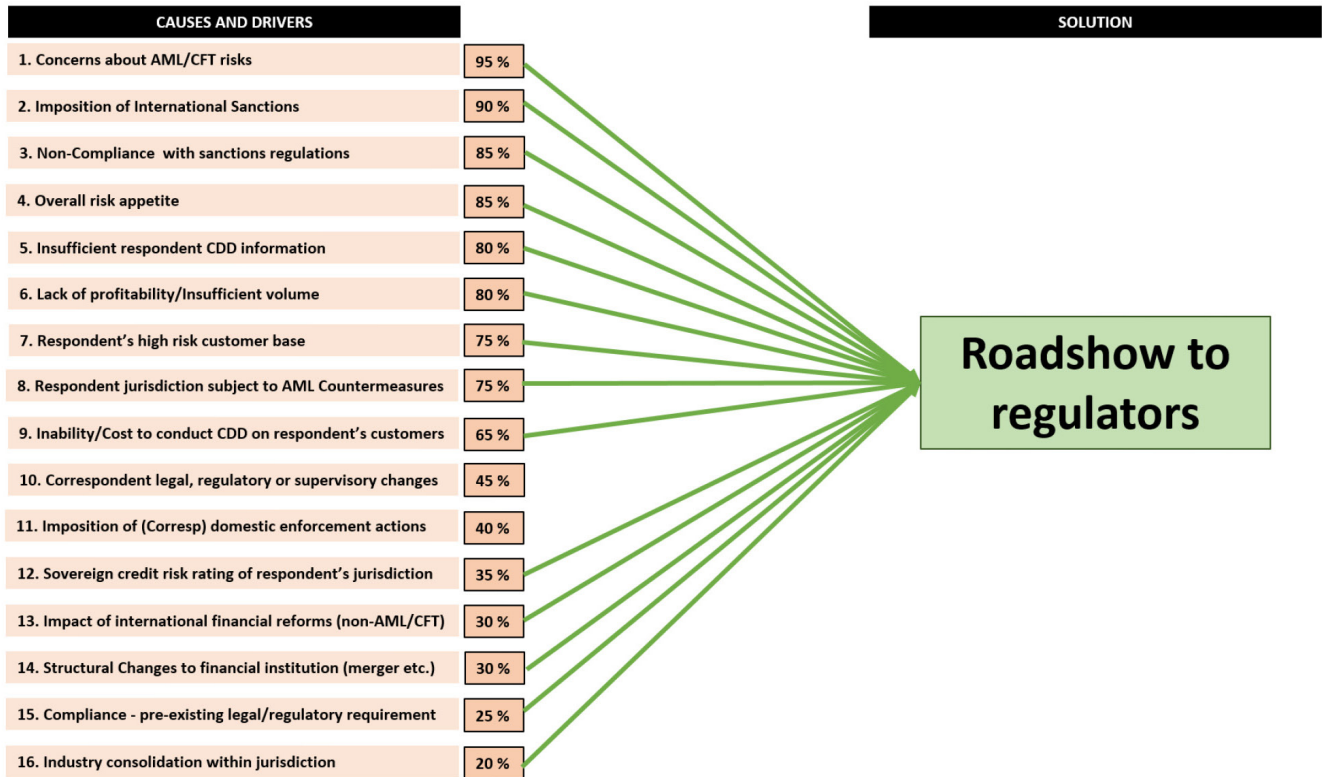 CAUSES AND DRIVERS
SOLUTION
1. Concerns about AML/CFT risks 95 %
2. Imposition of International Sanctions 90 %
3. Non-Compliance with sanctions regulations 85 %
4. Overall risk appetite 85 %
5. Insufficient respondent CDD information 80 %
6. Lack of profitability/Insufficient volume 80 %
7. Respondent’s high risk customer base 75 %
8. Respondent jurisdiction subject to AML Countermeasures 75 %
9. Inability/Cost to conduct CDD on respondent’s customers 65 %
10. Correspondent legal, regulatory or supervisory changes 45 %
11. Imposition of (Corresp) domestic enforcement actions 40 %
12. Sovereign credit risk rating of respondent’s jurisdiction 35 %
13. Impact of international financial reforms (non-AML/CFT) 30 %
14. Structural Changes to financial institution (merger etc.) 30 %
15. Compliance - pre-existing legal/regulatory requirement 25 %
16. Industry consolidation within jurisdiction 20 %
Roadshow to
regulators